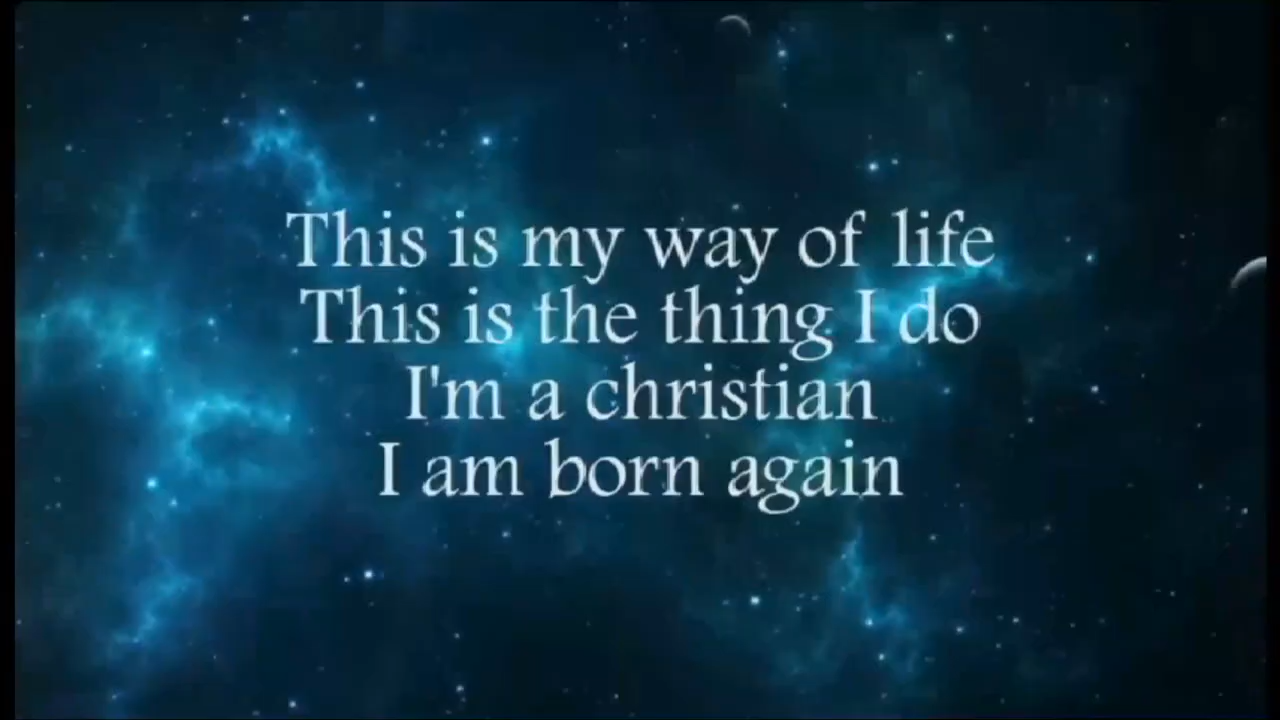 This is my way of life
This is the thing I do
I'm a christian
I am born again